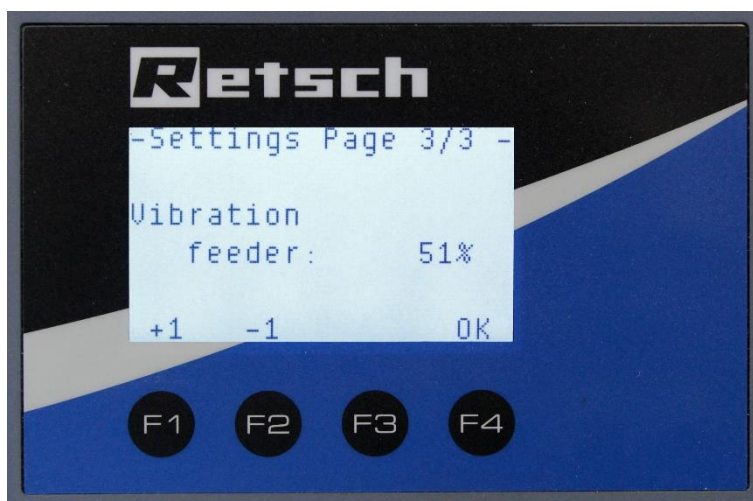 Retsch
-Settings Page 3/3 -
Vibration
feeder: 51%
+1 -1 OK
F1 F2 F3 F4